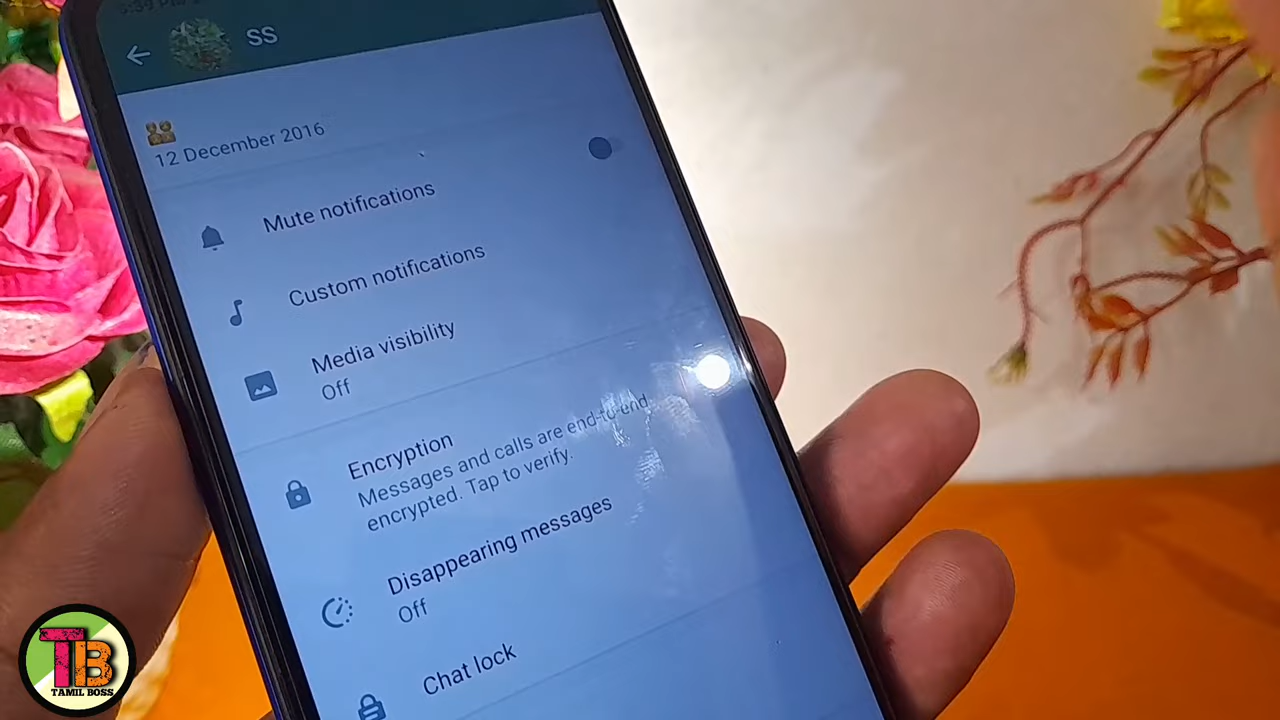 SS
12 December 2016
Mute notifications
Custom notifications
Media visibility
Off
Encryption
Messages and calls are end-to-end
encrypted. Tap to verify.
Disappearing messages
Off
Chat lock
TB
TAMIL BOSS